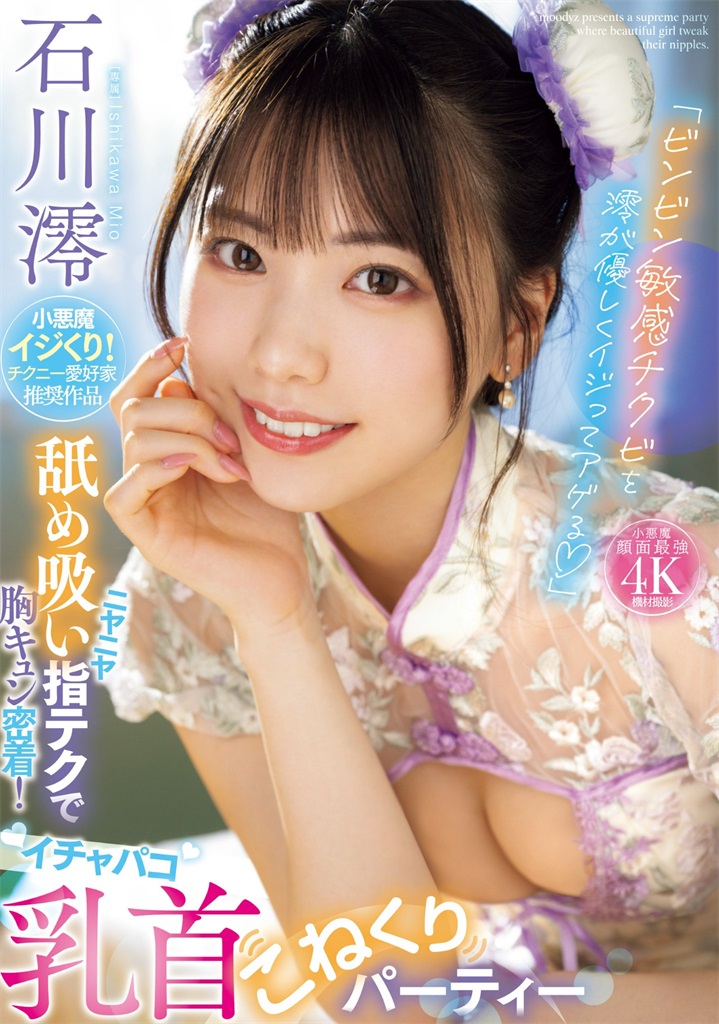 moodyz presents a supreme party
where beautiful girl tweak
their nipples.
石川澪
専属
Ishikawa Mio
「ビンビン敏感チクビを
澪が優しくイジってアゲる♡」
小悪魔
イジくり!
チクニー愛好家
推奨作品
小悪魔
顔面最強
4K
機材撮影
舐め吸い指テクで
ニヤニヤ
胸キュン密着!
イチャパコ
乳首こねくり
パーティー